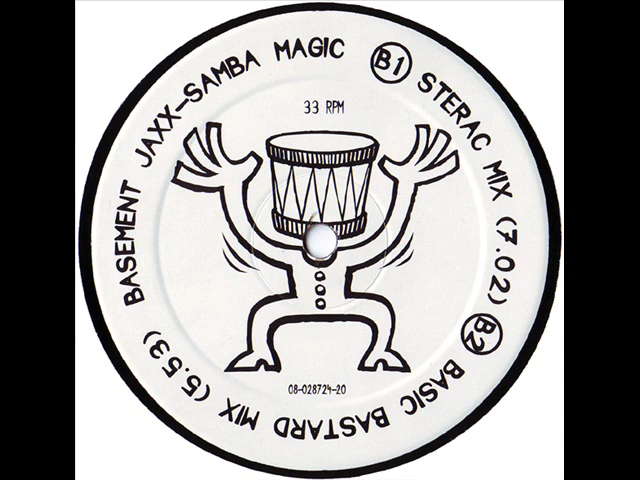 BASEMENT JAXX-SAMBA MAGIC B1 STERAC MIX (7.02) B2 BASIC BASTARD MIX (5.53)
33 RPM
08-028724-20